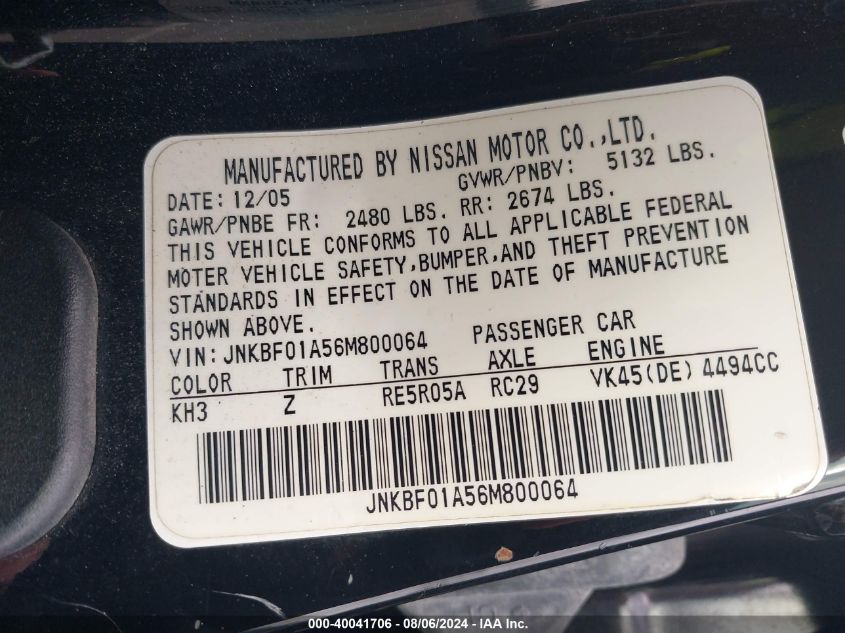 MANUFACTURED BY NISSAN MOTOR CO.,LTD.
DATE: 12/05 GVWR/PNBV: 5132 LBS.
GAWR/PNBE FR: 2480 LBS. RR: 2674 LBS.
THIS VEHICLE CONFORMS TO ALL APPLICABLE FEDERAL
MOTER VEHICLE SAFETY,BUMPER,AND THEFT PREVENTION
STANDARDS IN EFFECT ON THE DATE OF MANUFACTURE
SHOWN ABOVE.
VIN: JNKBF01A56M800064 PASSENGER CAR
COLOR TRIM TRANS AXLE ENGINE
KH3 Z RE5R05A RC29 VK45(DE) 4494CC
JNKBF01A56M800064
000-40041706 - 08/06/2024 - IAA Inc.